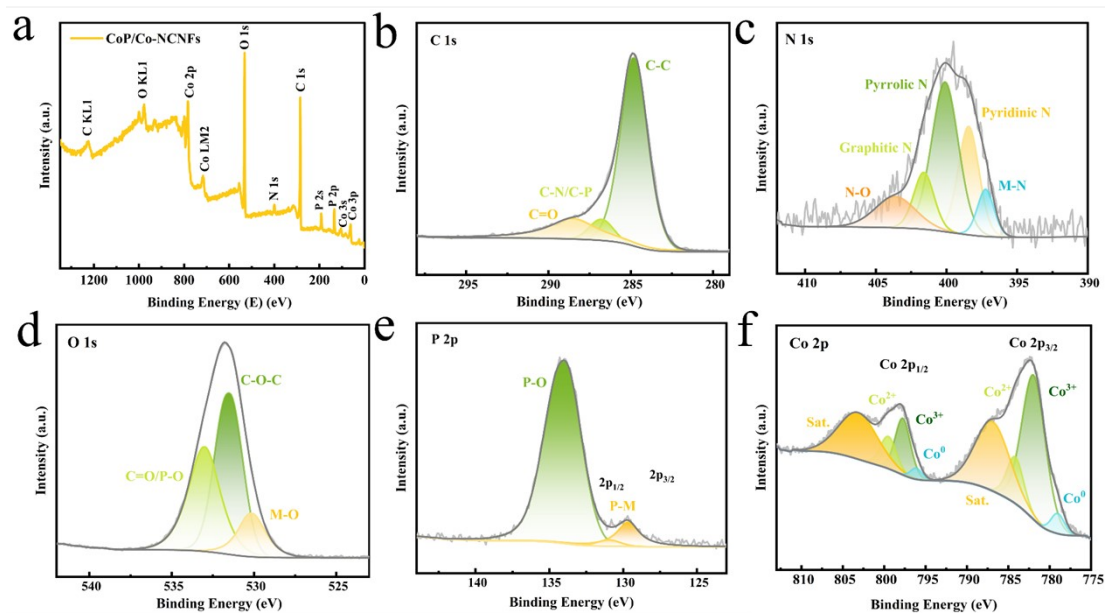 a
CoP/Co-NCNFs
C KL1
O KL1
Co 2p
Co LM2
O 1s
N 1s
C 1s
P 2s
P 2p
Co 3s
Co 3p
Intensity (a.u.)
1200 1000 800 600 400 200 0
Binding Energy (E) (eV)
b
C 1s
C-C
C-N/C-P
C=O
Intensity (a.u.)
295 290 285 280
Binding Energy (eV)
c
N 1s
Pyrrolic N
Pyridinic N
Graphitic N
N-O
M-N
Intensity (a.u.)
410 405 400 395 390
Binding Energy (eV)
d
O 1s
C-O-C
C=O/P-O
M-O
Intensity (a.u.)
540 535 530 525
Binding Energy (eV)
e
P 2p
P-O
2p1/2
2p3/2
P-M
Intensity (a.u.)
140 135 130 125
Binding Energy (eV)
f
Co 2p
Co 2p3/2
Co 2p1/2
Co2+
Co3+
Co2+
Co3+
Sat.
Co0
Sat.
Co0
Intensity (a.u.)
810 805 800 795 790 785 780 775
Binding Energy (eV)